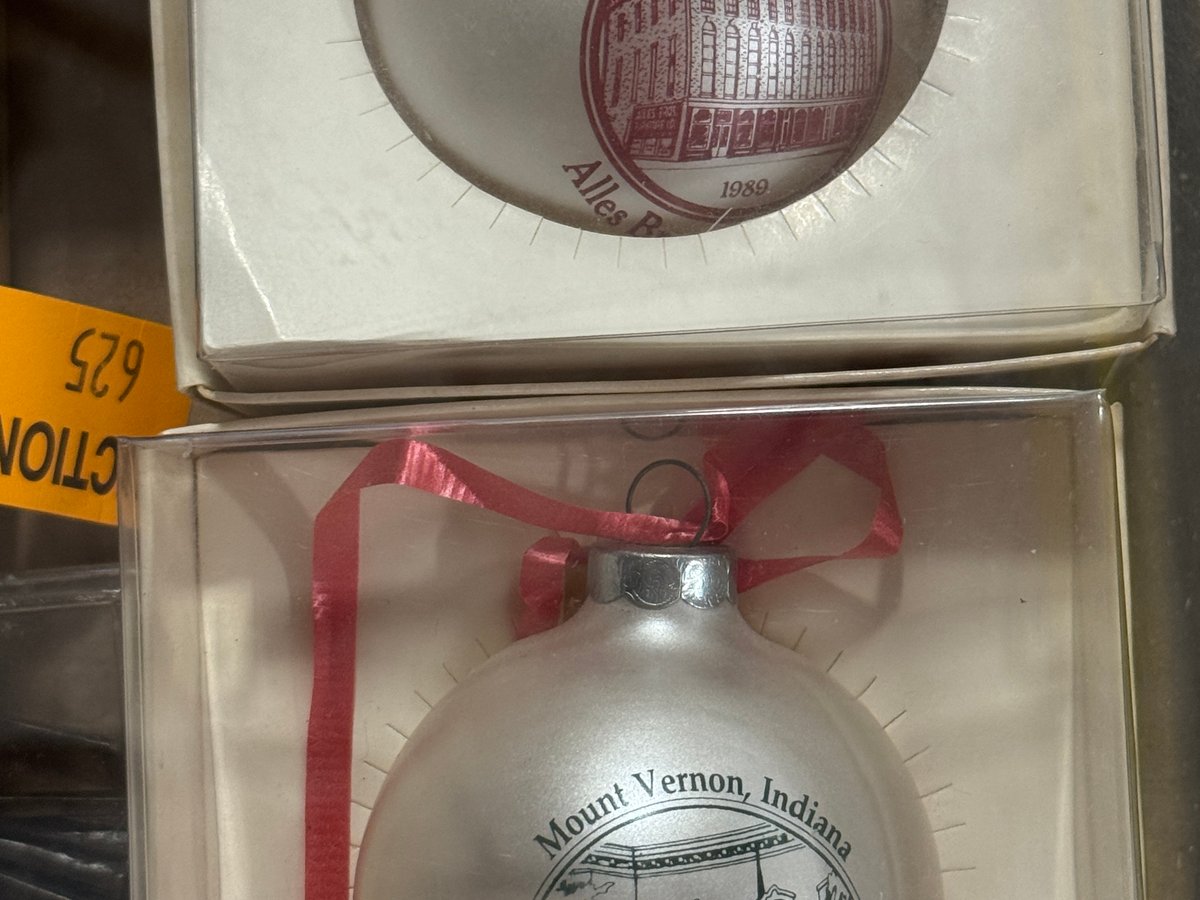 1989
Alles
625
CTION
Mount Vernon, Indiana